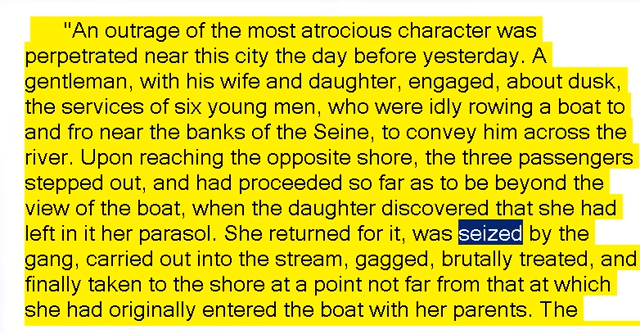 "An outrage of the most atrocious character was
perpetrated near this city the day before yesterday. A
gentleman, with his wife and daughter, engaged, about dusk,
the services of six young men, who were idly rowing a boat to
and fro near the banks of the Seine, to convey him across the
river. Upon reaching the opposite shore, the three passengers
stepped out, and had proceeded so far as to be beyond the
view of the boat, when the daughter discovered that she had
left in it her parasol. She returned for it, was seized by the
gang, carried out into the stream, gagged, brutally treated, and
finally taken to the shore at a point not far from that at which
she had originally entered the boat with her parents. The